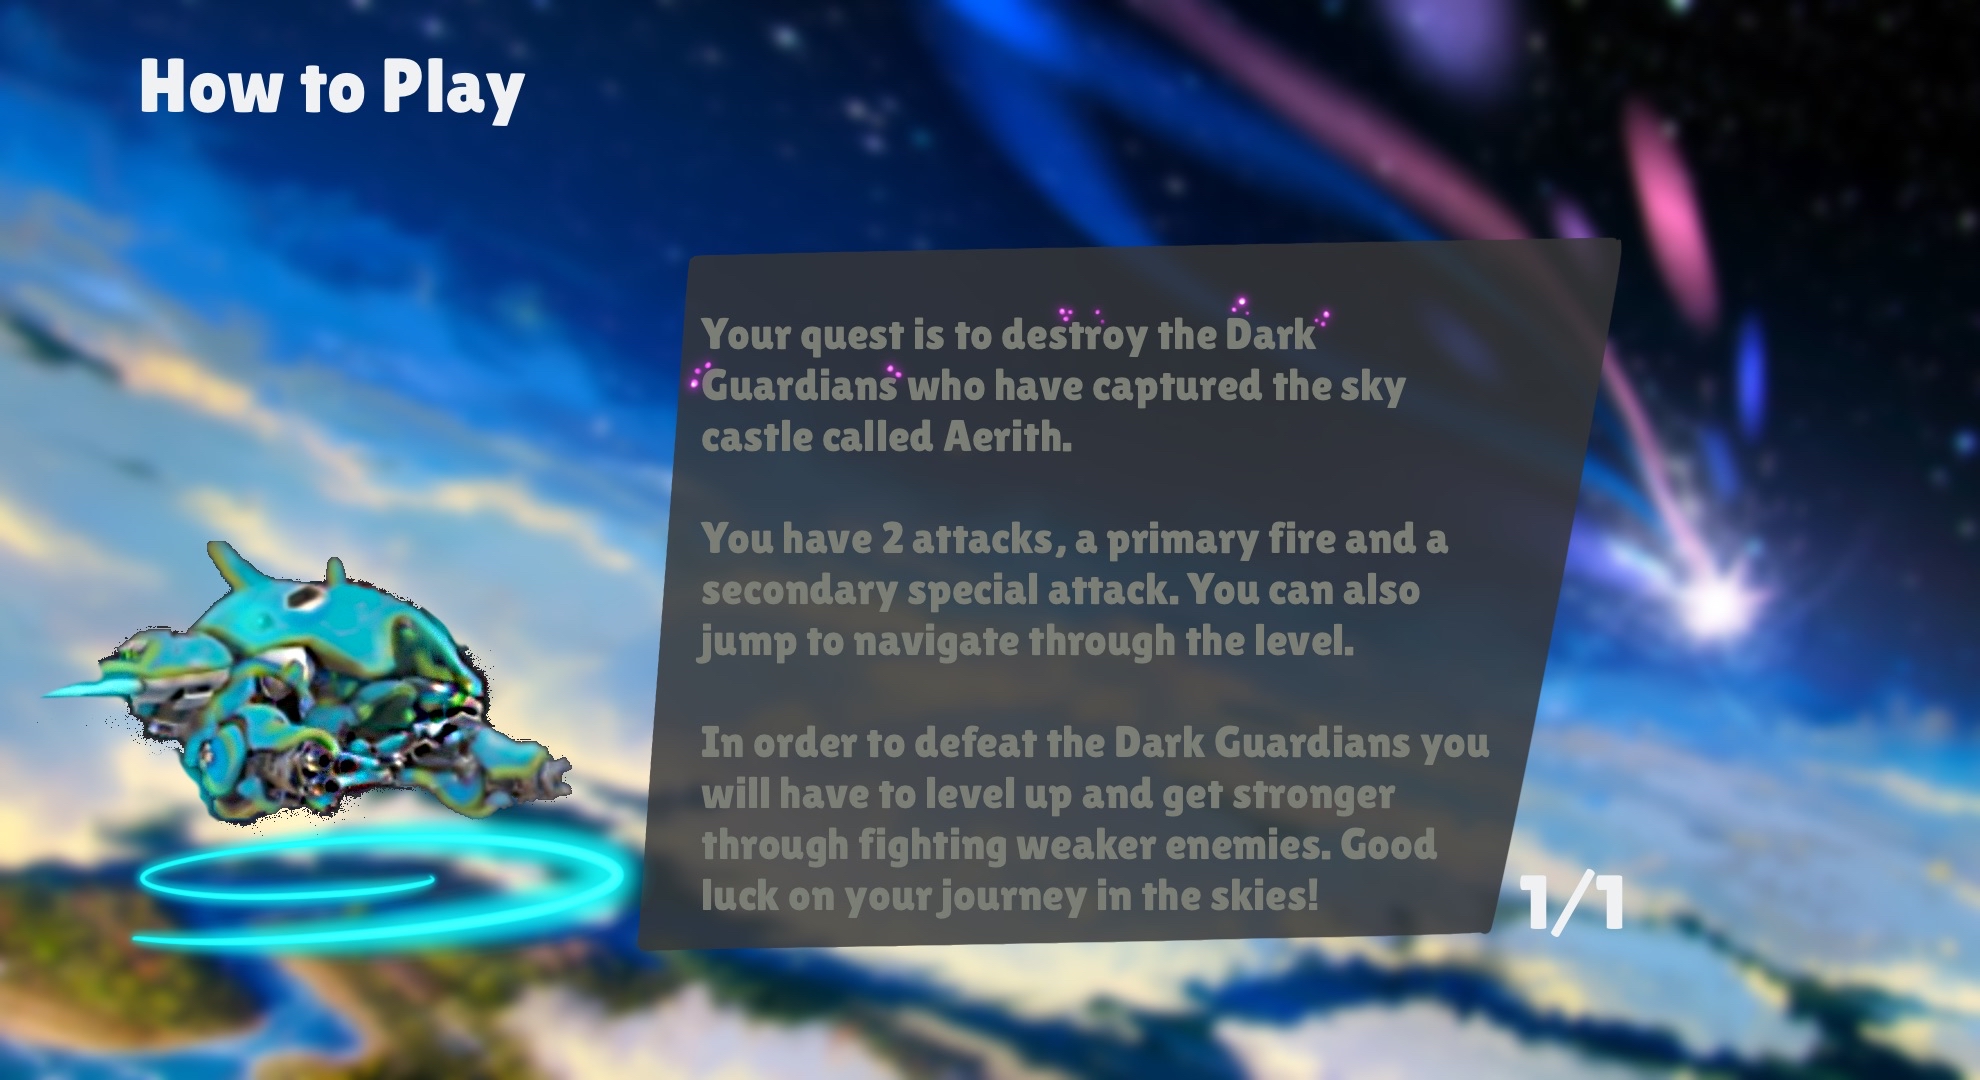 How to Play
Your quest is to destroy the Dark
Guardians who have captured the sky
castle called Aerith.
You have 2 attacks, a primary fire and a
secondary special attack. You can also
jump to navigate through the level.
In order to defeat the Dark Guardians you
will have to level up and get stronger
through fighting weaker enemies. Good
luck on your journey in the skies!
1/1